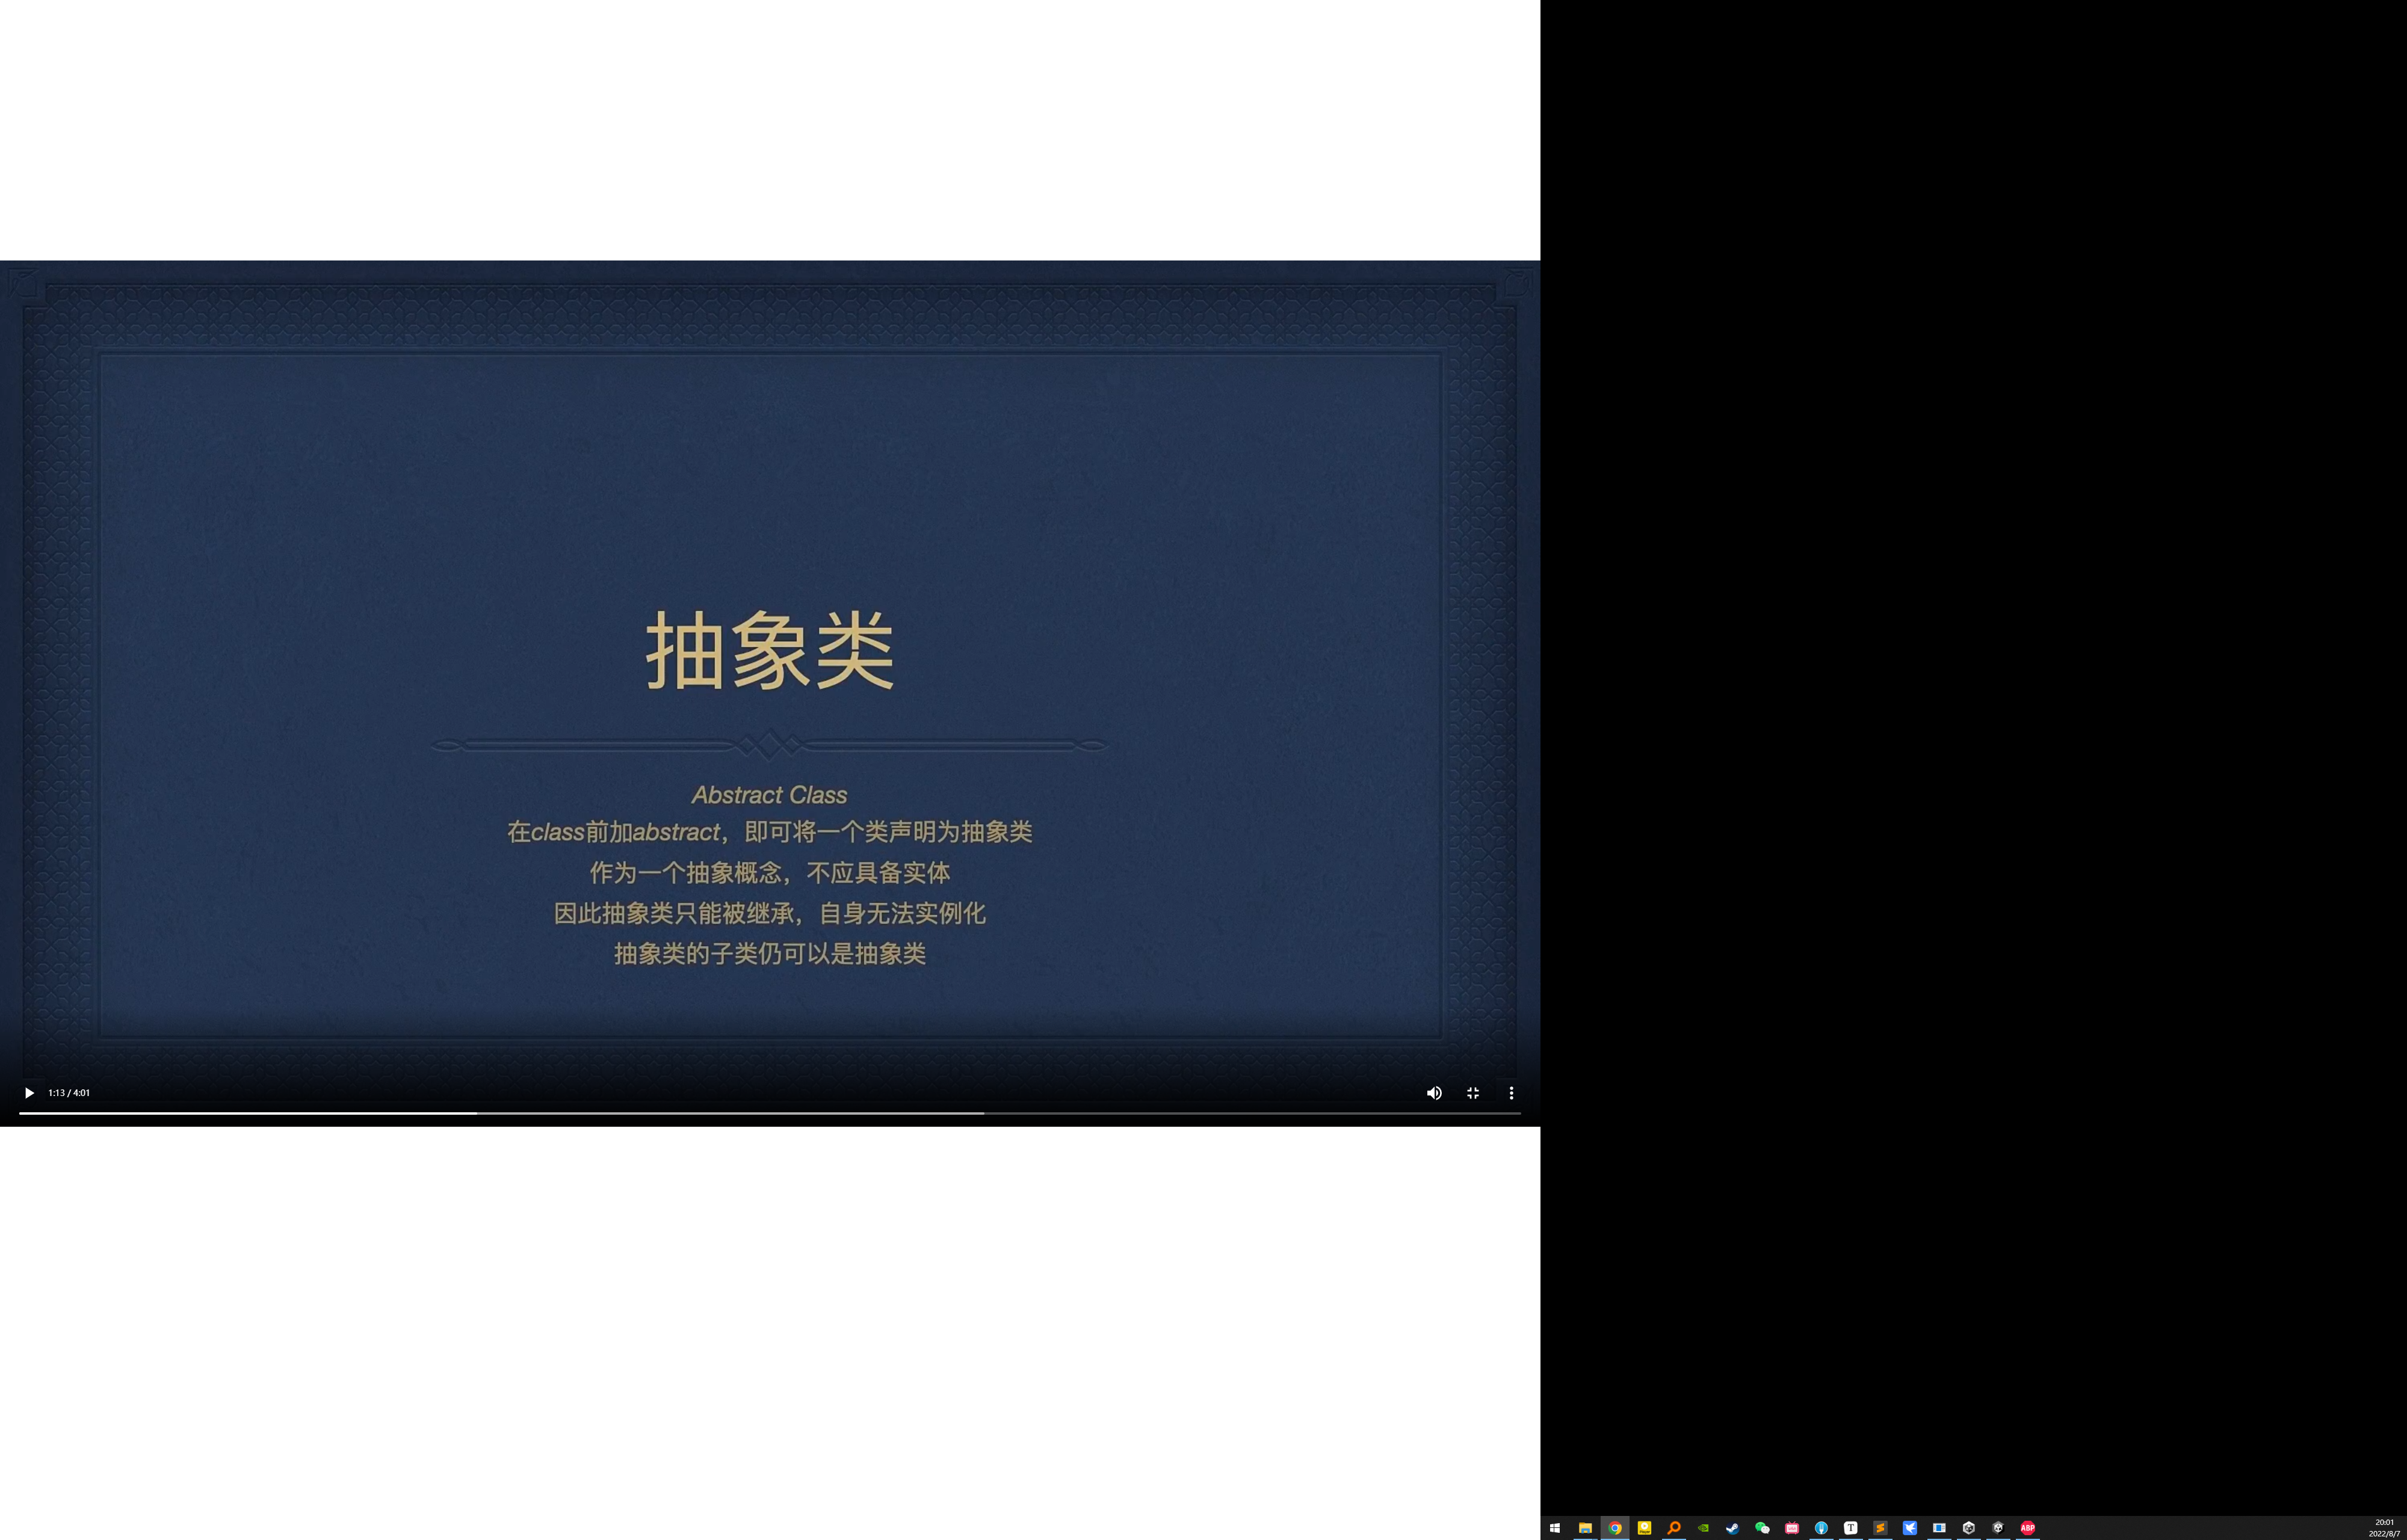 抽象类
Abstract Class
在class前加abstract，即可将一个类声明为抽象类
作为一个抽象概念，不应具备实体
因此抽象类只能被继承，自身无法实例化
抽象类的子类仍可以是抽象类
1:13 / 4:01
T
ABP
20:01
2022/8/7